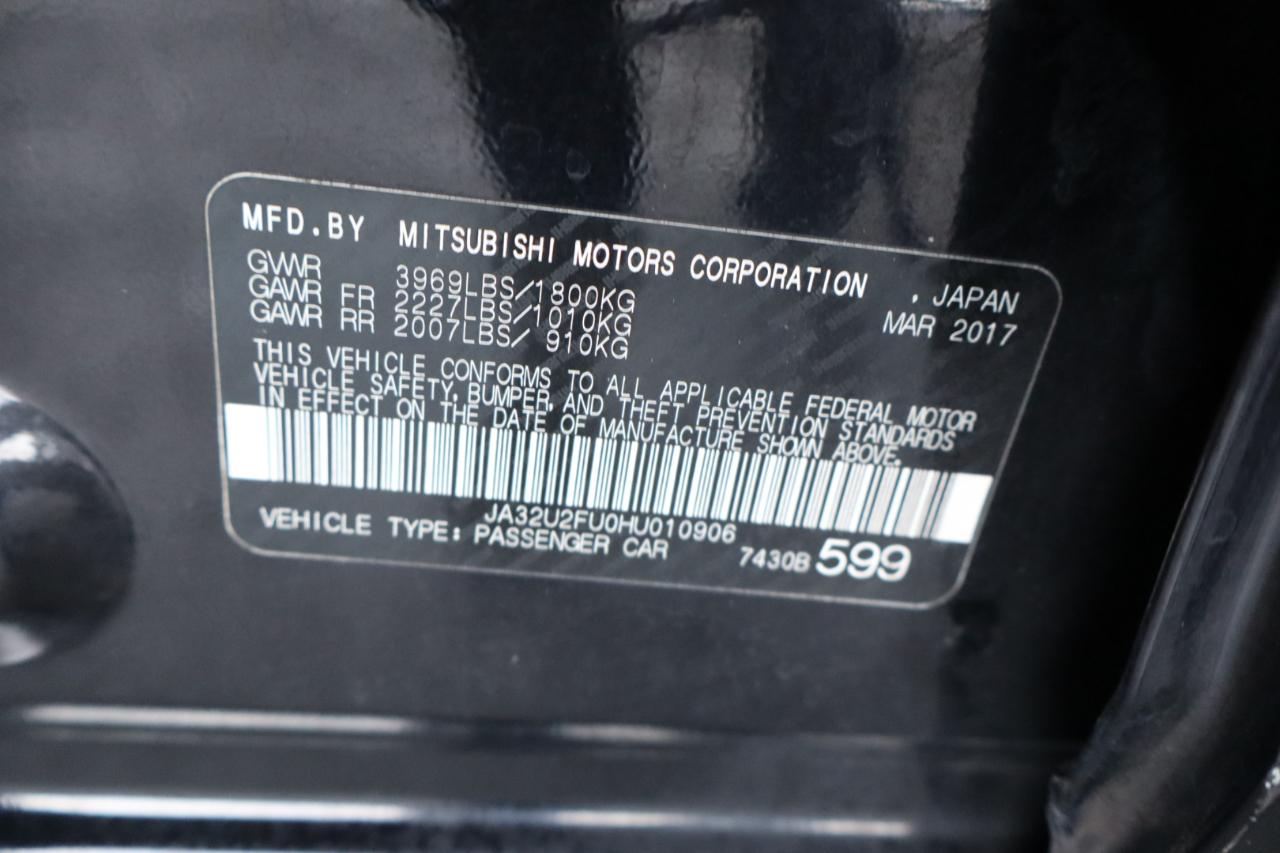 MFD.BY MITSUBISHI MOTORS CORPORATION , JAPAN
GVWR 3969LBS/1800KG MAR 2017
GAWR FR 2227LBS/1010KG
GAWR RR 2007LBS/ 910KG
THIS VEHICLE CONFORMS TO ALL APPLICABLE FEDERAL MOTOR
VEHICLE SAFETY, BUMPER, AND THEFT PREVENTION STANDARDS
IN EFFECT ON THE DATE OF MANUFACTURE SHOWN ABOVE.
JA32U2FU0HU010906
VEHICLE TYPE: PASSENGER CAR 7430B 599